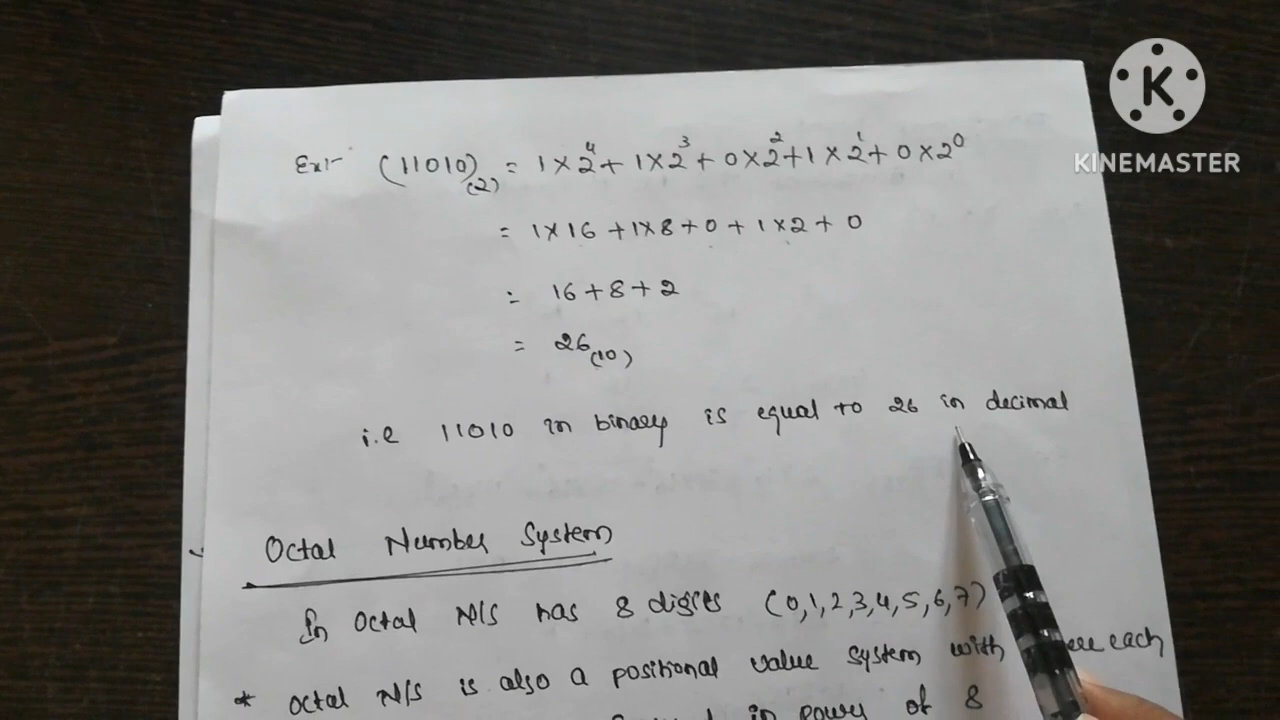 Ex:- (11010)(2) = 1×2⁴+ 1×2³+ 0×2²+1×2¹+ 0×2⁰
= 1×16 +1×8+0+ 1×2+ 0
= 16+8+2
= 26(10)
i.e 11010 in binary is equal to 26 in decimal
Octal Number System
In Octal N/S has 8 digits (0,1,2,3,4,5,6,7)
* Octal N/S is also a positional value system with each
in power of 8
K
KINEMASTER